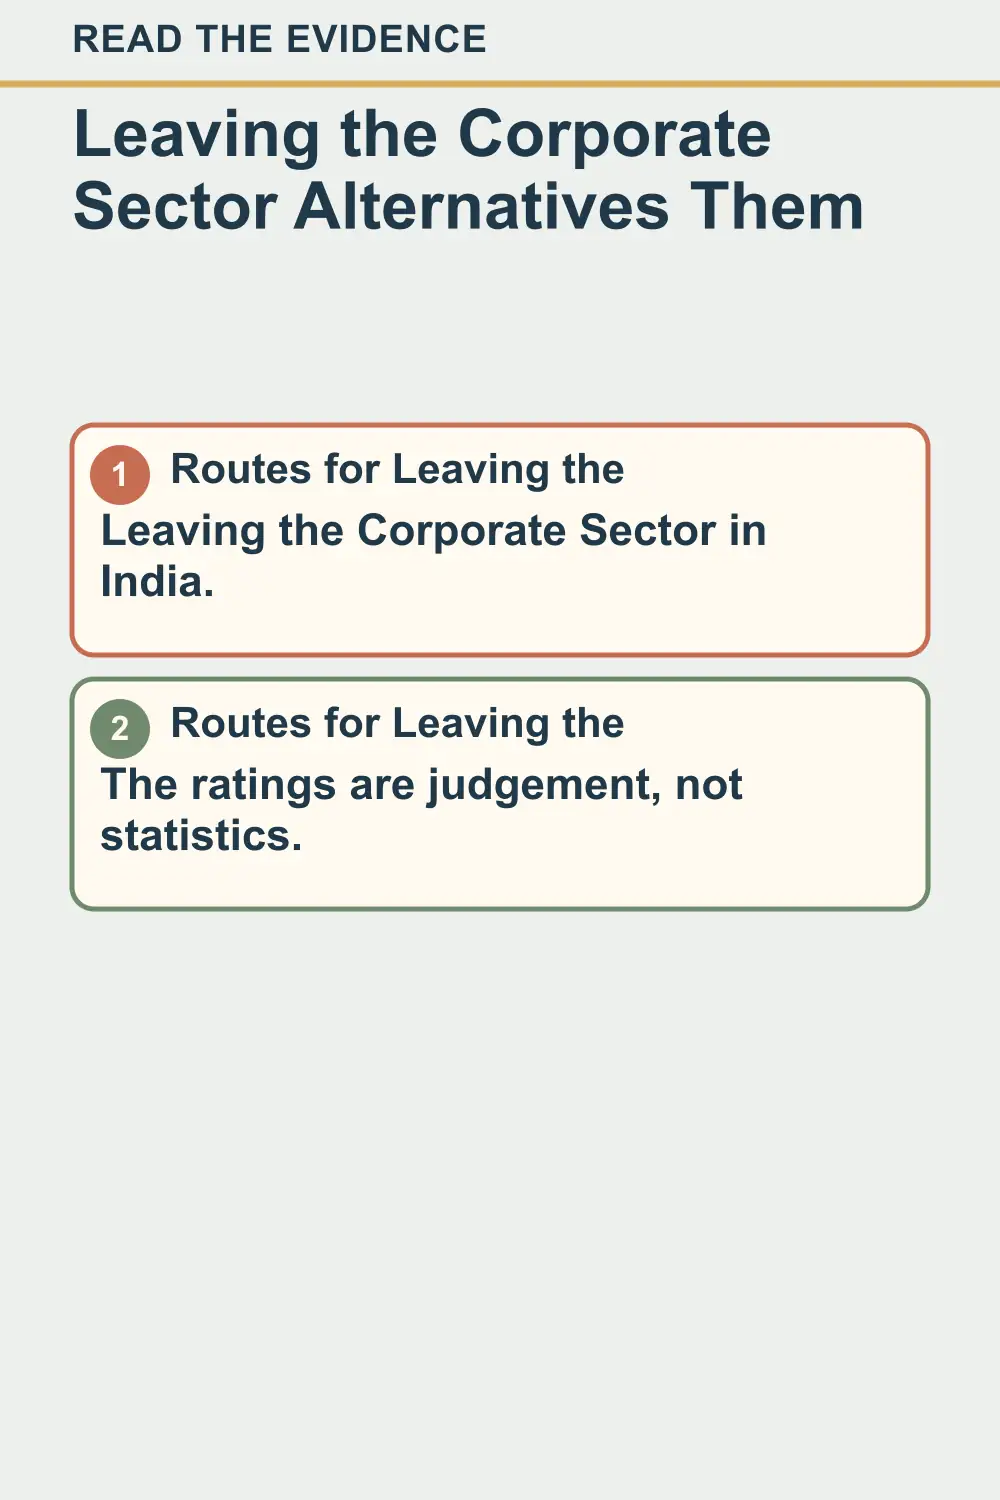 READ THE EVIDENCE
Leaving the Corporate
Sector Alternatives Them
1 Routes for Leaving the
Leaving the Corporate Sector in
India.
2 Routes for Leaving the
The ratings are judgement, not
statistics.